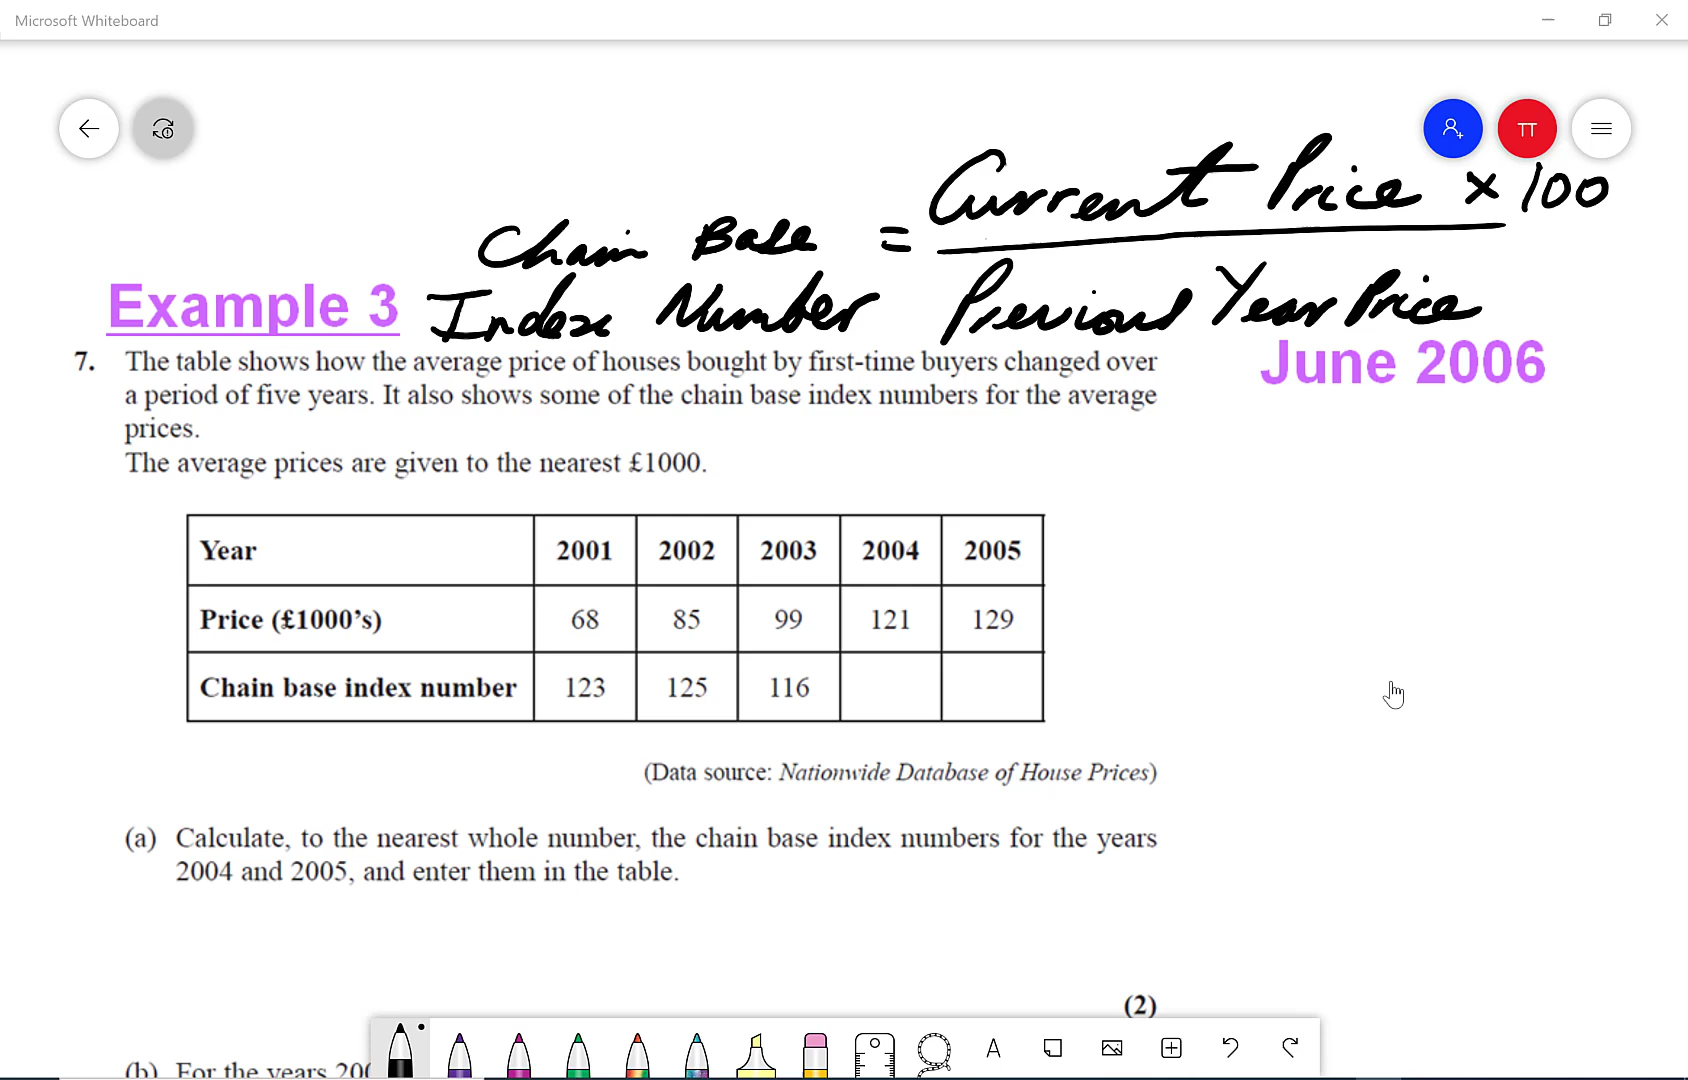 Microsoft Whiteboard
TT
Current Price × 100
Chain Base =
Index Number Previous Year Price
Example 3
June 2006
7. The table shows how the average price of houses bought by first-time buyers changed over
a period of five years. It also shows some of the chain base index numbers for the average
prices.
The average prices are given to the nearest £1000.
Year 2001 2002 2003 2004 2005
Price (£1000’s) 68 85 99 121 129
Chain base index number 123 125 116
(Data source: Nationwide Database of House Prices)
(a) Calculate, to the nearest whole number, the chain base index numbers for the years
2004 and 2005, and enter them in the table.
(2)
(b) For the years 200
A